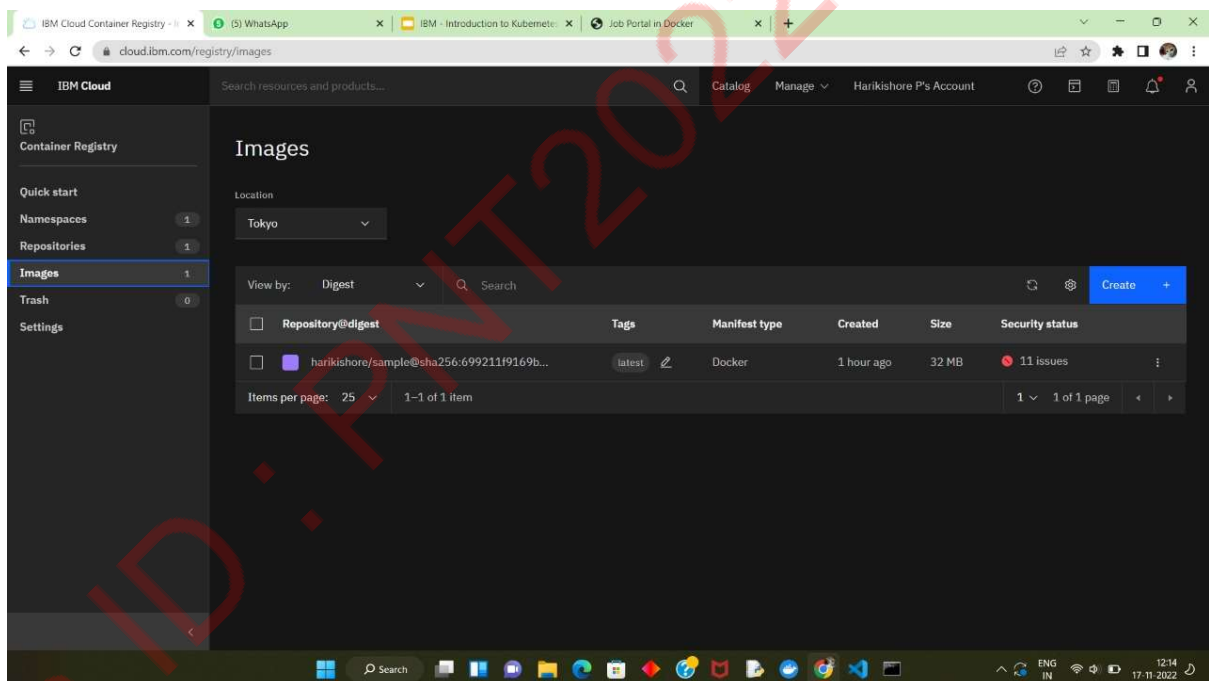 IBM Cloud Container Registry - I
(5) WhatsApp
IBM - Introduction to Kubernete
Job Portal in Docker
cloud.ibm.com/registry/images
IBM Cloud
Search resources and products...
Catalog
Manage
Harikishore P's Account
Container Registry
Quick start
Namespaces 1
Repositories 1
Images 1
Trash 0
Settings
Images
Location
Tokyo
View by: Digest
Search
Create +
Repository@digest Tags Manifest type Created Size Security status
harikishore/sample@sha256:699211f9169b... latest Docker 1 hour ago 32 MB 11 issues
Items per page: 25 1–1 of 1 item 1 1 of 1 page
Search
ENG
IN
12:14
17-11-2022
ID : PNT2022